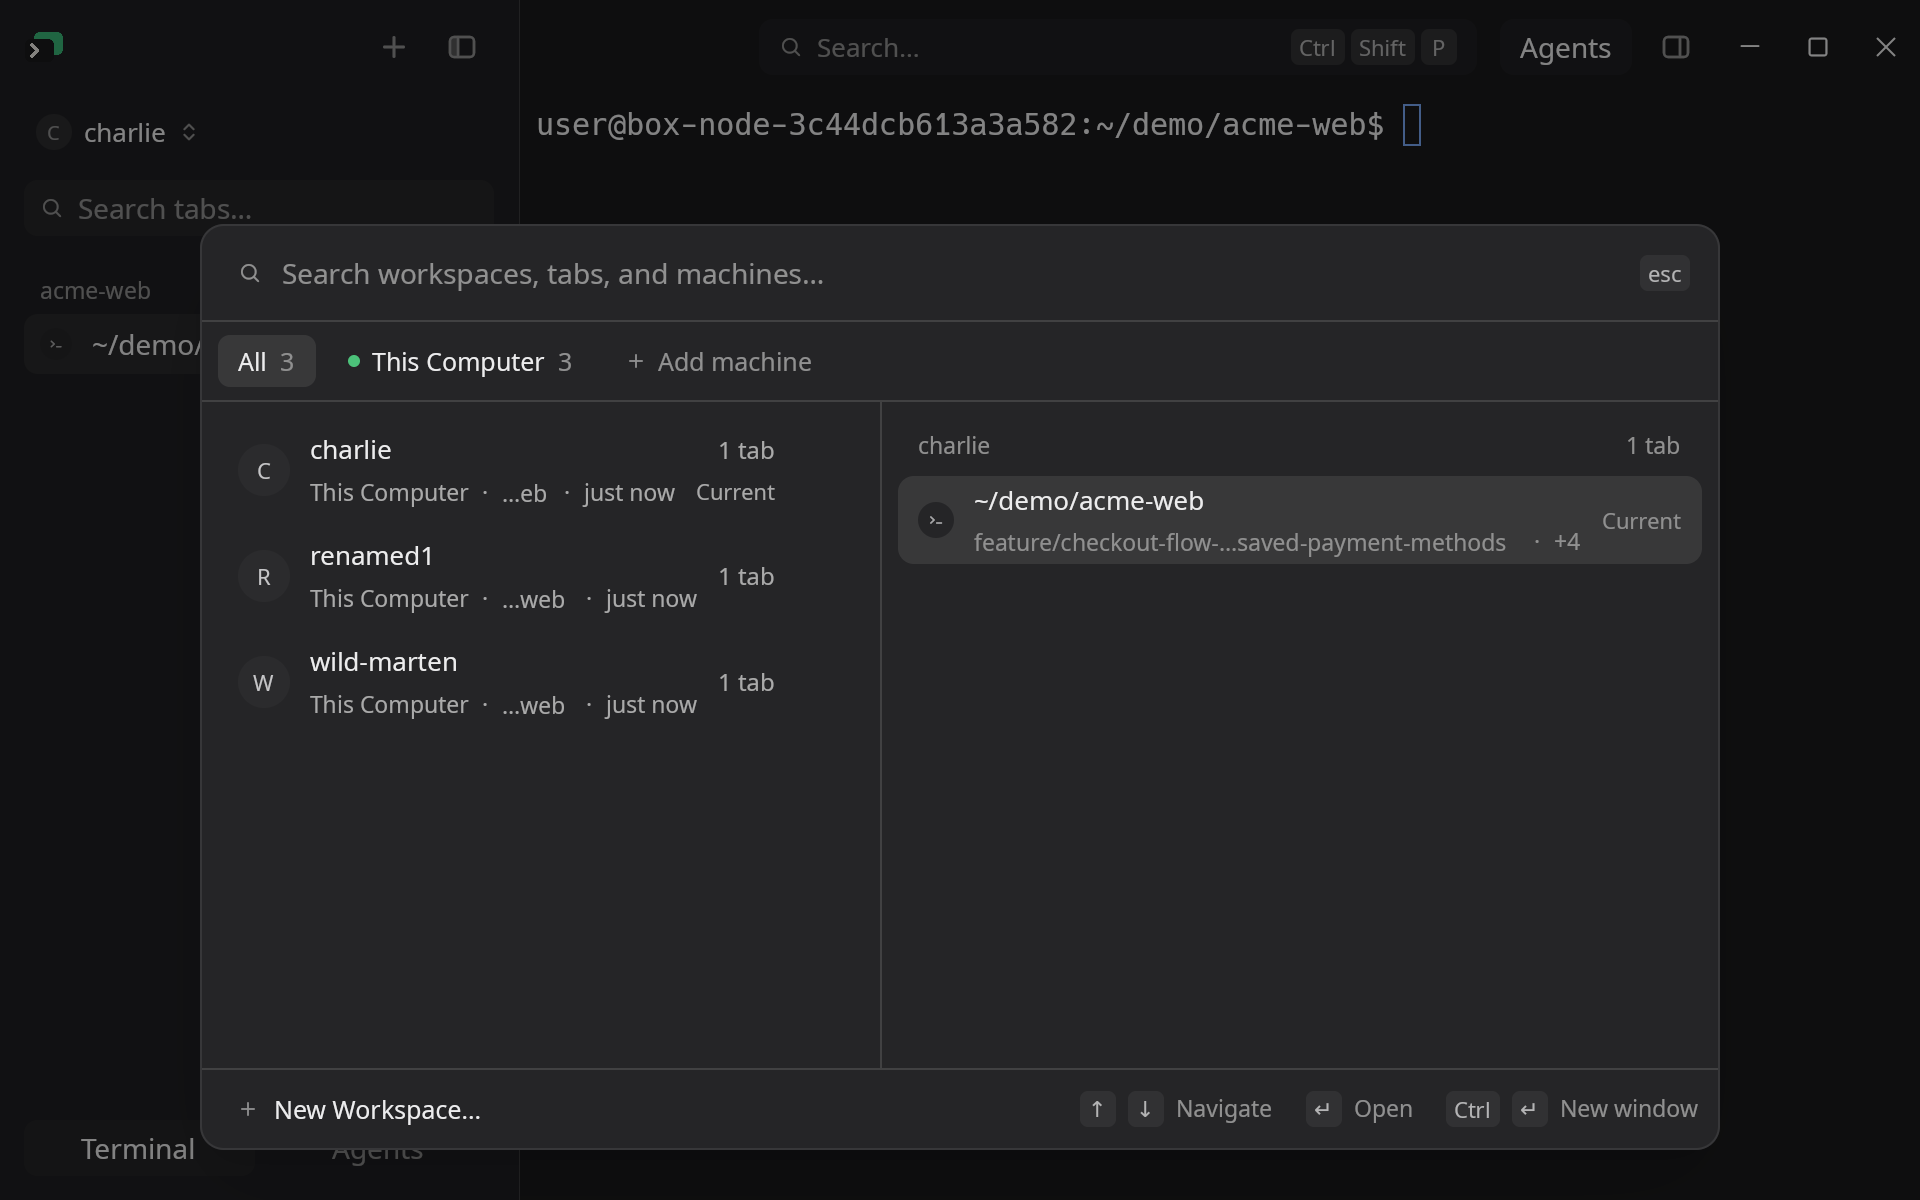 Search...
Ctrl Shift P
Agents
C charlie
user@box-node-3c44dcb613a3a582:~/demo/acme-web$
Search tabs...
acme-web
~/demo/
Search workspaces, tabs, and machines...
esc
All 3
This Computer 3
+ Add machine
C
charlie
1 tab
This Computer · ...eb · just now
Current
R
renamed1
1 tab
This Computer · ...web · just now
W
wild-marten
1 tab
This Computer · ...web · just now
charlie
1 tab
~/demo/acme-web
feature/checkout-flow-...saved-payment-methods · +4
Current
+ New Workspace...
↑ ↓ Navigate
↵ Open
Ctrl ↵ New window
Terminal
Agents